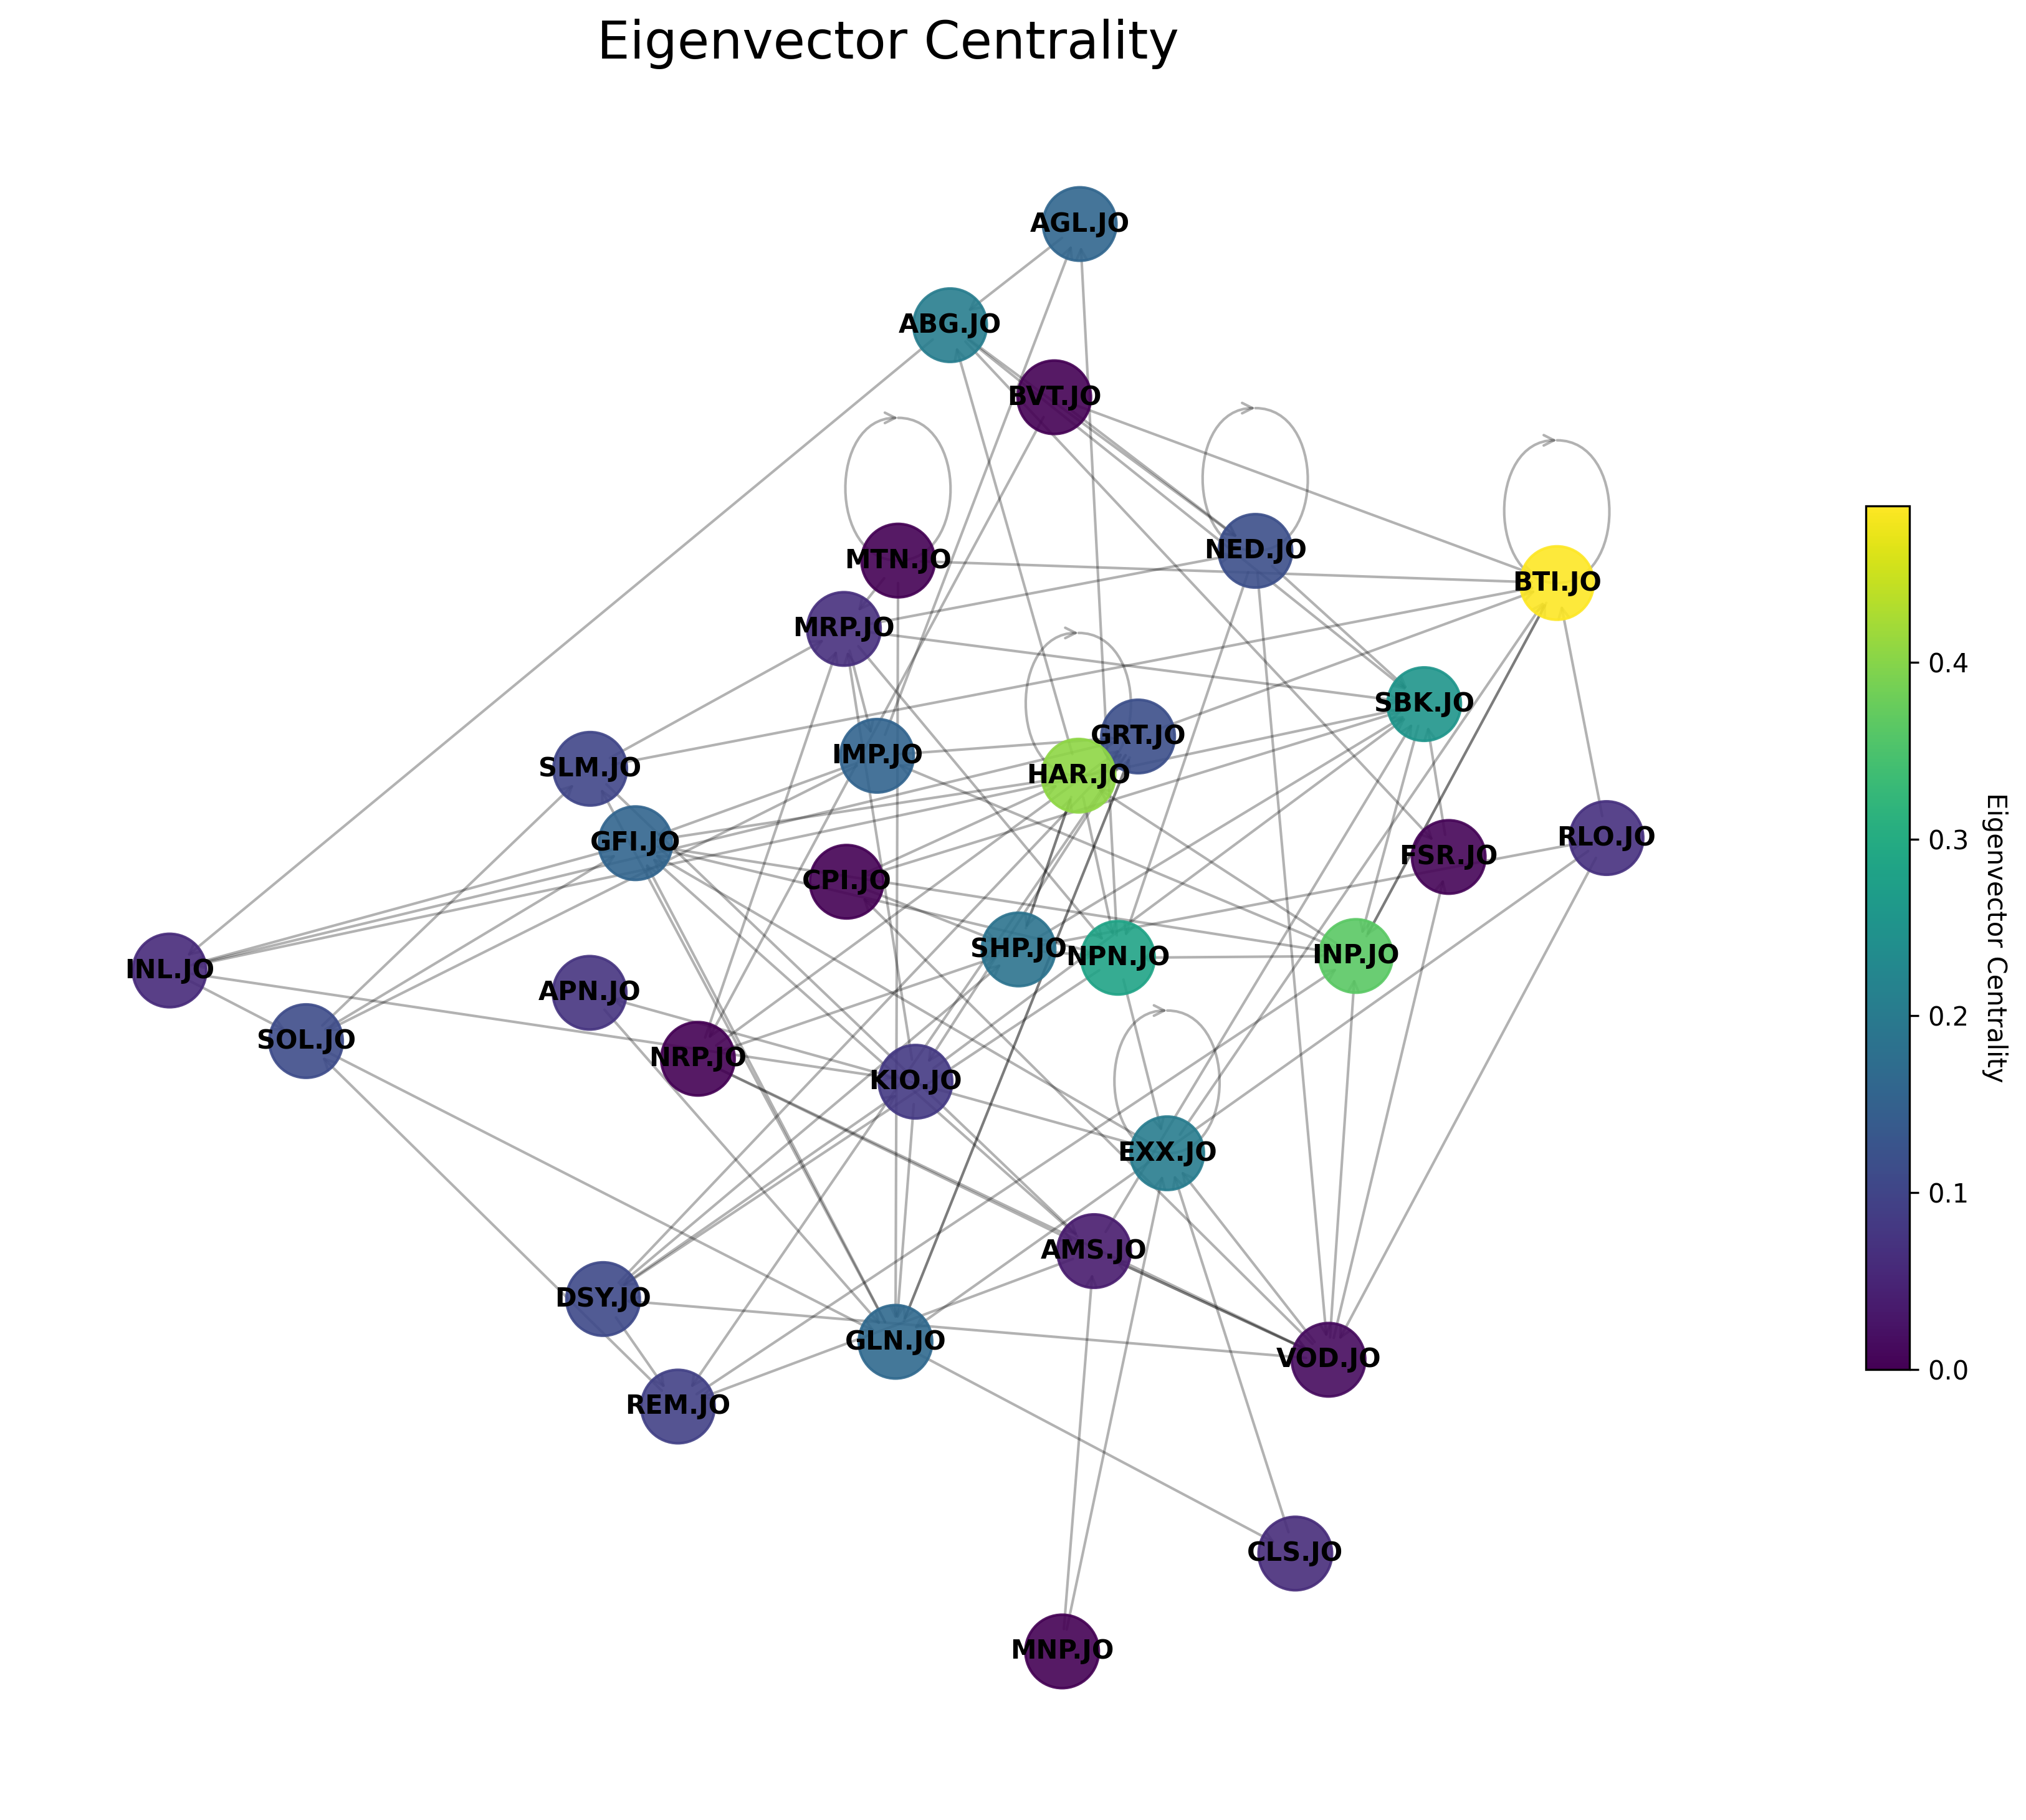 Eigenvector Centrality
AGL.JO
ABG.JO
BVT.JO
NED.JO
MTN.JO
BTI.JO
MRP.JO
SBK.JO
GRT.JO
IMP.JO
SLM.JO
HAR.JO
GFI.JO
RLO.JO
FSR.JO
CPI.JO
SHP.JO
NPN.JO
INP.JO
INL.JO
APN.JO
SOL.JO
NRP.JO
KIO.JO
EXX.JO
AMS.JO
DSY.JO
GLN.JO
VOD.JO
REM.JO
CLS.JO
MNP.JO
0.4
0.3
0.2
0.1
0.0
Eigenvector Centrality